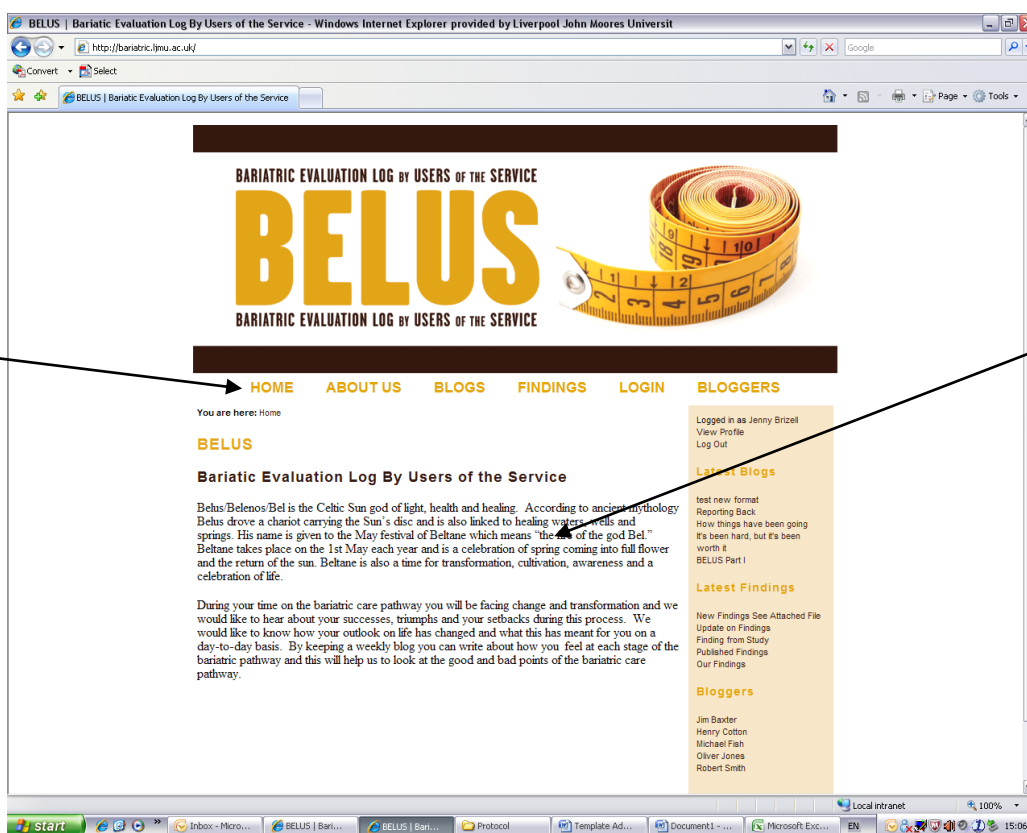 BELUS | Bariatic Evaluation Log By Users of the Service - Windows Internet Explorer provided by Liverpool John Moores Universit
http://bariatric.ljmu.ac.uk/
Google
Convert
Select
BELUS | Bariatic Evaluation Log By Users of the Service
Page
Tools
BARIATRIC EVALUATION LOG BY USERS OF THE SERVICE
BELUS
BARIATRIC EVALUATION LOG BY USERS OF THE SERVICE
HOME
ABOUT US
BLOGS
FINDINGS
LOGIN
BLOGGERS
You are here: Home
BELUS
Bariatic Evaluation Log By Users of the Service
Belus/Belenos/Bel is the Celtic Sun god of light, health and healing. According to ancient mythology
Belus drove a chariot carrying the Sun's disc and is also linked to healing waters, wells and
springs. His name is given to the May festival of Beltane which means "the of the god Bel."
Beltane takes place on the 1st May each year and is a celebration of spring coming into full flower
and the return of the sun. Beltane is also a time for transformation, cultivation, awareness and a
celebration of life.
During your time on the bariatric care pathway you will be facing change and transformation and we
would like to hear about your successes, triumphs and your setbacks during this process. We
would like to know how your outlook on life has changed and what this has meant for you on a
day-to-day basis. By keeping a weekly blog you can write about how you feel at each stage of the
bariatric pathway and this will help us to look at the good and bad points of the bariatric care
pathway.
Logged in as Jenny Brizell
View Profile
Log Out
Latest Blogs
test new format
Reporting Back
How things have been going
It's been hard, but it's been
worth it
BELUS Part I
Latest Findings
New Findings See Attached File
Update on Findings
Finding from Study
Published Findings
Our Findings
Bloggers
Jim Baxter
Henry Cotton
Michael Fish
Oliver Jones
Robert Smith
Local intranet
100%
start
Inbox - Micro...
BELUS | Bari...
BELUS | Bari...
Protocol
Template Ad...
Document1 - ...
Microsoft Exc...
EN